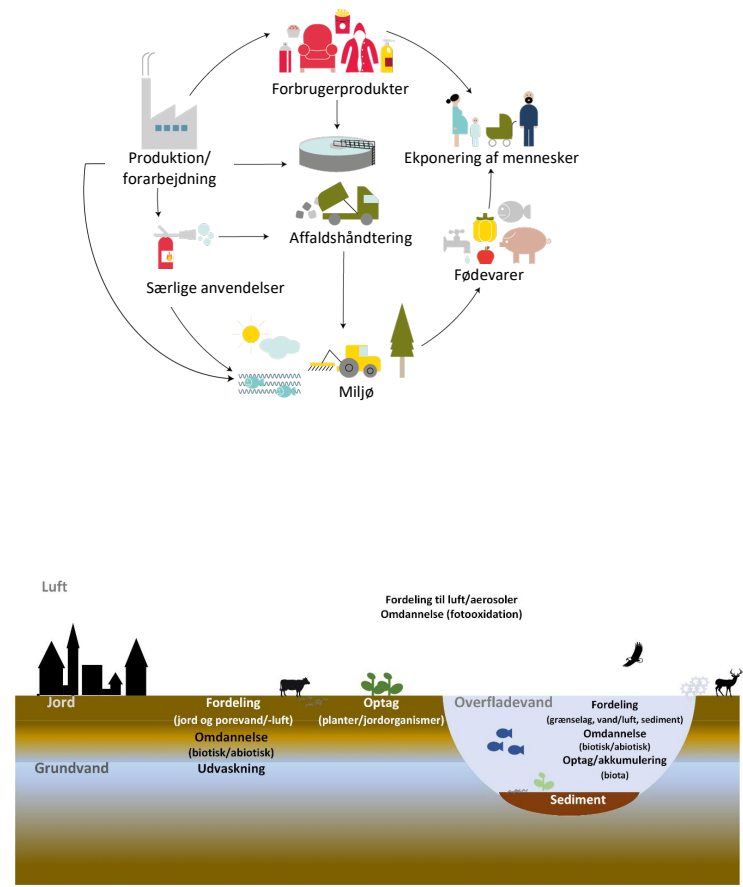 Forbrugerprodukter
Produktion/
forarbejdning
Ekponering af mennesker
Affaldshåndtering
Fødevarer
Særlige anvendelser
Miljø
Luft
Fordeling til luft/aerosoler
Omdannelse (fotooxidation)
Jord
Fordeling
(jord og porevand/-luft)
Omdannelse
(biotisk/abiotisk)
Udvaskning
Optag
(planter/jordorganismer)
Overfladevand
Fordeling
(grænselag, vand/luft, sediment)
Omdannelse
(biotisk/abiotisk)
Optag/akkumulering
(biota)
Grundvand
Sediment